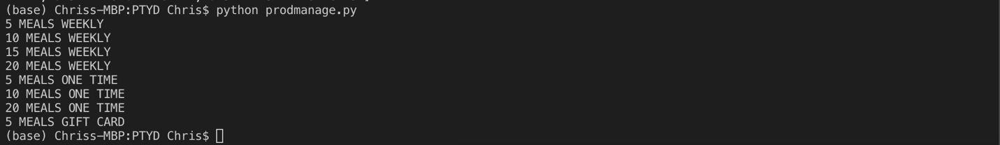 (base) Chriss-MBP:PTYD Chris$ python prodmanage.py
5 MEALS WEEKLY
10 MEALS WEEKLY
15 MEALS WEEKLY
20 MEALS WEEKLY
5 MEALS ONE TIME
10 MEALS ONE TIME
20 MEALS ONE TIME
5 MEALS GIFT CARD
(base) Chriss-MBP:PTYD Chris$